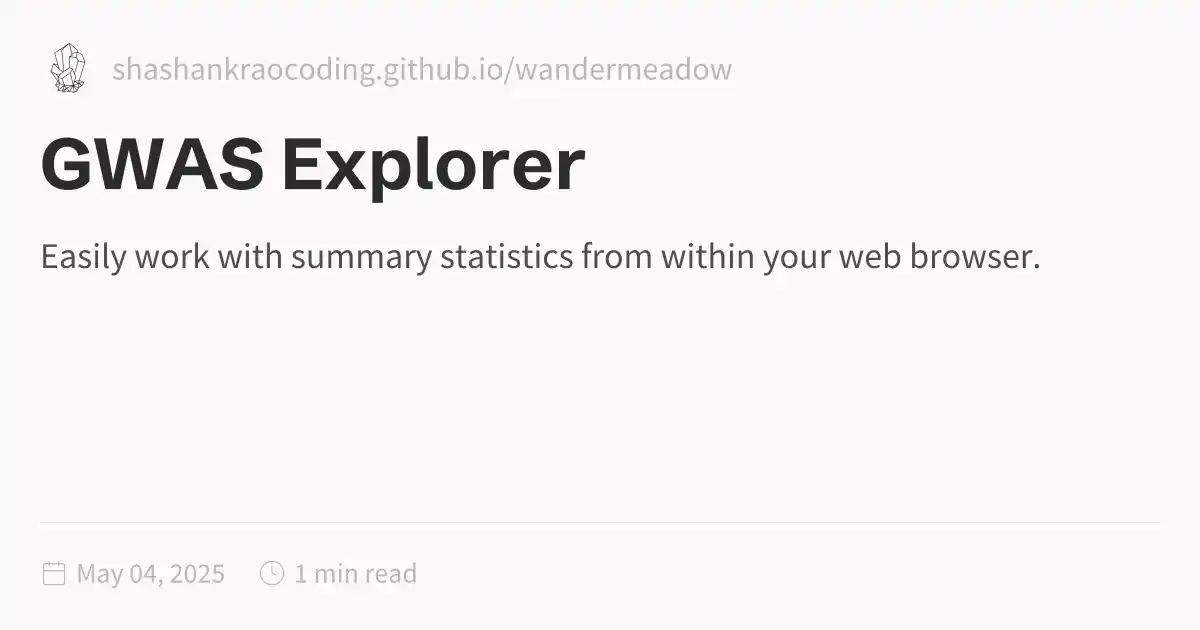 shashankraocoding.github.io/wandermeadow
GWAS Explorer
Easily work with summary statistics from within your web browser.
May 04, 2025 1 min read